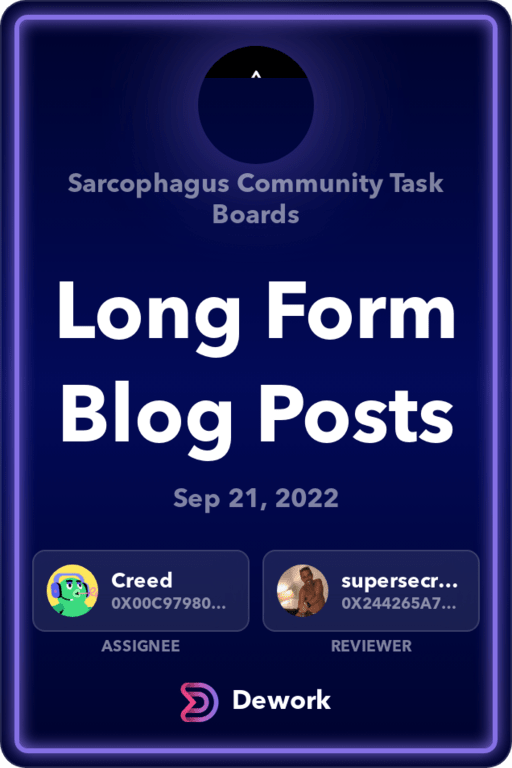 Sarcophagus Community Task
Boards
Long Form
Blog Posts
Sep 21, 2022
Creed
0X00C97980...
ASSIGNEE
supersecr...
0X244265A7...
REVIEWER
Dework